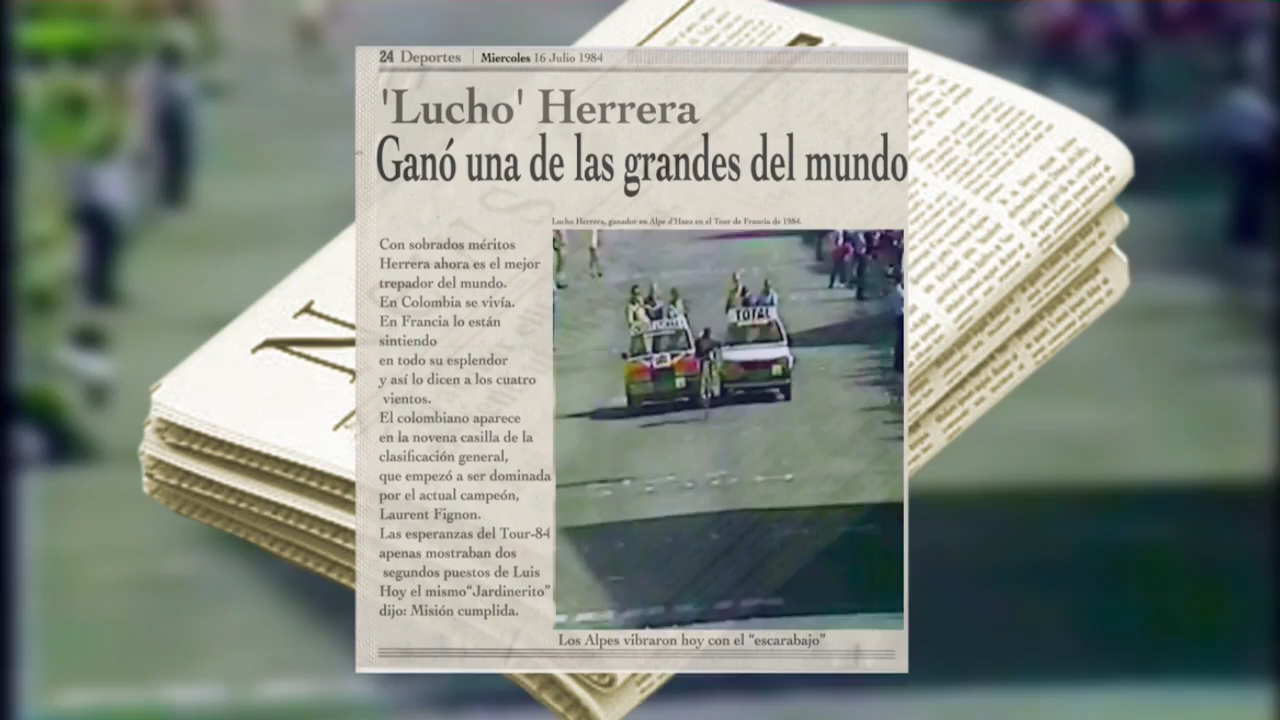 24 Deportes Miercoles 16 Julio 1984
'Lucho' Herrera
Ganó una de las grandes del mundo
Lucho Herrera, ganador en Alpe d'Huez en el Tour de Francia de 1984.
Con sobrados méritos
Herrera ahora es el mejor
trepador del mundo.
En Colombia se vivía.
En Francia lo están
sintiendo
en todo su esplendor
y así lo dicen a los cuatro
vientos.
El colombiano aparece
en la novena casilla de la
clasificación general,
que empezó a ser dominada
por el actual campeón,
Laurent Fignon.
Las esperanzas del Tour-84
apenas mostraban dos
segundos puestos de Luis
Hoy el mismo“Jardinerito”
dijo: Misión cumplida.
TOTAL
Los Alpes vibraron hoy con el “escarabajo”